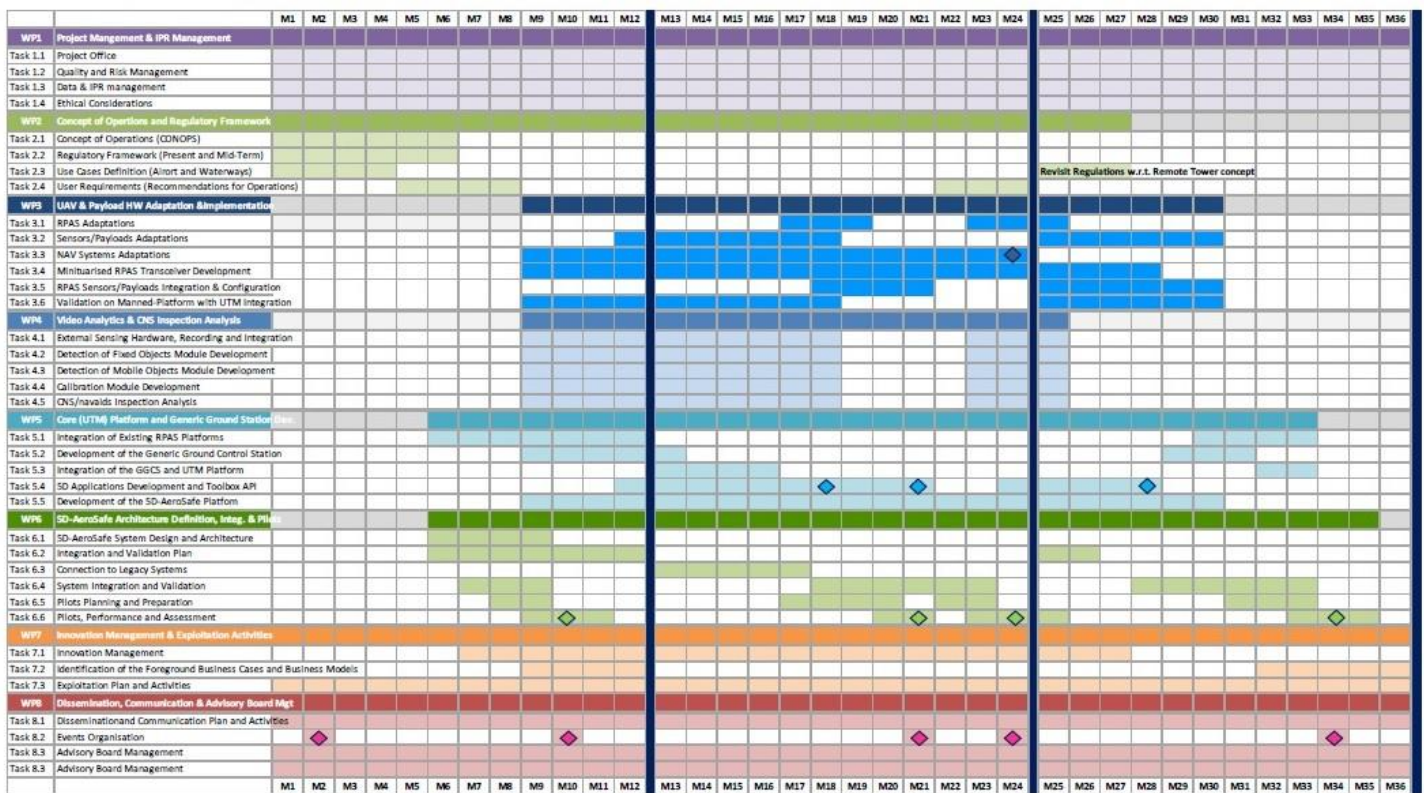 M1 M2 M3 M4 M5 M6 M7 M8 M9 M10 M11 M12 M13 M14 M15 M16 M17 M18 M19 M20 M21 M22 M23 M24 M25 M26 M27 M28 M29 M30 M31 M32 M33 M34 M35 M36
WP1 Project Mangement & IPR Management
Task 1.1 Project Office
Task 1.2 Quality and Risk Management
Task 1.3 Data & IPR management
Task 1.4 Ethical Considerations
WP2 Concept of Opertions and Regulatory Framework
Task 2.1 Concept of Operations (CONOPS)
Task 2.2 Regulatory Framework (Present and Mid-Term)
Task 2.3 Use Cases Definition (Airort and Waterways) Revisit Regulations w.r.t. Remote Tower concept
Task 2.4 User Requirements (Recommendations for Operations)
WP3 UAV & Payload HW Adaptation &Implementation
Task 3.1 RPAS Adaptations
Task 3.2 Sensors/Payloads Adaptations
Task 3.3 NAV Systems Adaptations
Task 3.4 Minituarised RPAS Transceiver Development
Task 3.5 RPAS Sensors/Payloads Integration & Configuration
Task 3.6 Validation on Manned-Platform with UTM Integration
WP4 Video Analytics & CNS Inspection Analysis
Task 4.1 External Sensing Hardware, Recording and Integration
Task 4.2 Detection of Fixed Objects Module Development
Task 4.3 Detection of Mobile Objects Module Development
Task 4.4 Calibration Module Development
Task 4.5 CNS/navaids Inspection Analysis
WP5 Core (UTM) Platform and Generic Ground Station Dev.
Task 5.1 Integration of Existing RPAS Platforms
Task 5.2 Development of the Generic Ground Control Station
Task 5.3 Integration of the GGCS and UTM Platform
Task 5.4 5D Applications Development and Toolbox API
Task 5.5 Development of the 5D-AeroSafe Platfom
WP6 5D-AeroSafe Architecture Definition, Integ. & Pilots
Task 6.1 5D-AeroSafe System Design and Architecture
Task 6.2 Integration and Validation Plan
Task 6.3 Connection to Legacy Systems
Task 6.4 System Integration and Validation
Task 6.5 Pilots Planning and Preparation
Task 6.6 Pilots, Performance and Assessment
WP7 Innovation Management & Exploitation Activities
Task 7.1 Innovation Management
Task 7.2 Identification of the Foreground Business Cases and Business Models
Task 7.3 Exploitation Plan and Activities
WP8 Dissemination, Communication & Advisory Board Mgt
Task 8.1 Disseminationand Communication Plan and Activities
Task 8.2 Events Organisation
Task 8.3 Advisory Board Management
Task 8.3 Advisory Board Management
M1 M2 M3 M4 M5 M6 M7 M8 M9 M10 M11 M12 M13 M14 M15 M16 M17 M18 M19 M20 M21 M22 M23 M24 M25 M26 M27 M28 M29 M30 M31 M32 M33 M34 M35 M36